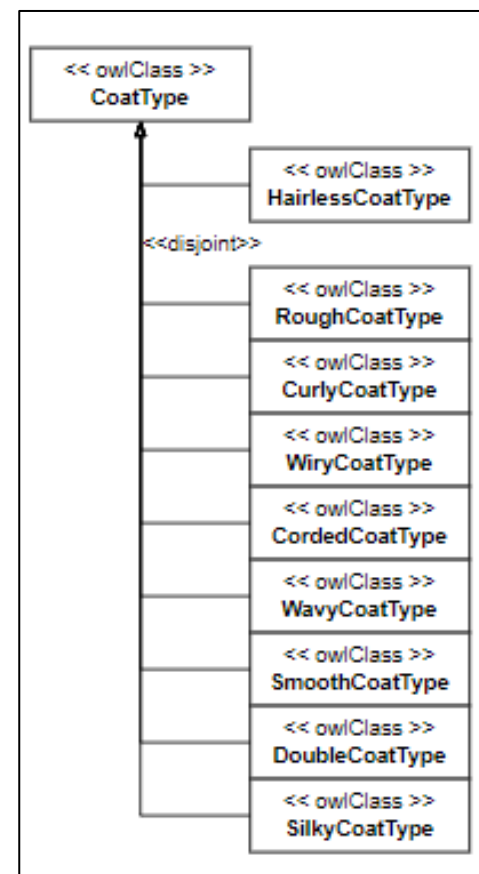 << owlClass >>
CoatType
<< owlClass >>
HairlessCoatType
<<disjoint>>
<< owlClass >>
RoughCoatType
<< owlClass >>
CurlyCoatType
<< owlClass >>
WiryCoatType
<< owlClass >>
CordedCoatType
<< owlClass >>
WavyCoatType
<< owlClass >>
SmoothCoatType
<< owlClass >>
DoubleCoatType
<< owlClass >>
SilkyCoatType